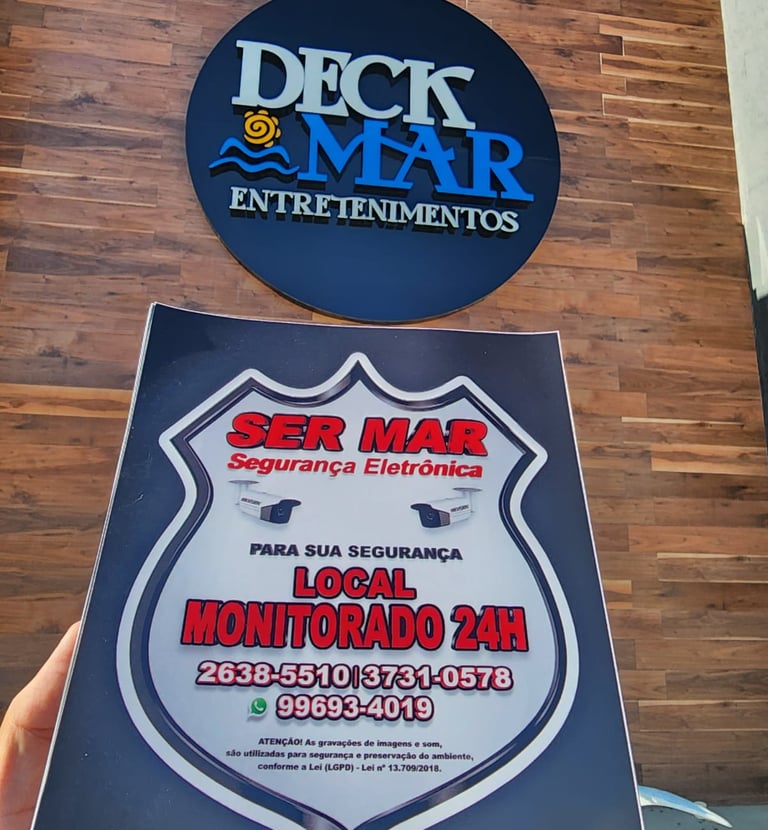 DECK
MAR
ENTRETENIMENTOS
SER MAR
Segurança Eletrônica
PARA SUA SEGURANÇA
LOCAL
MONITORADO 24H
2638-5510|3731-0578
99693-4019
ATENÇÃO! As gravações de imagens e som,
são utilizadas para segurança e preservação do ambiente,
conforme a Lei (LGPD) - Lei nº 13.709/2018.